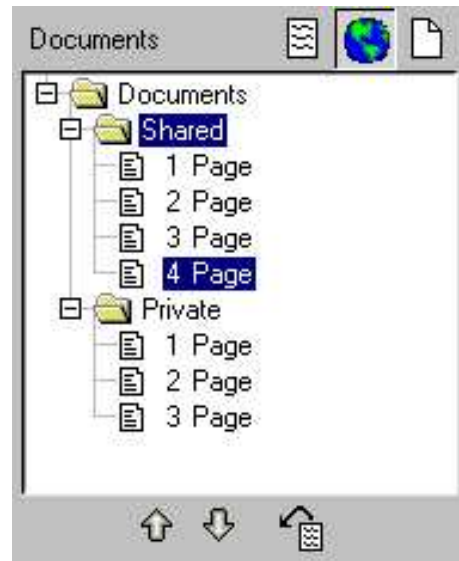 Documents
Documents
Shared
1 Page
2 Page
3 Page
4 Page
Private
1 Page
2 Page
3 Page